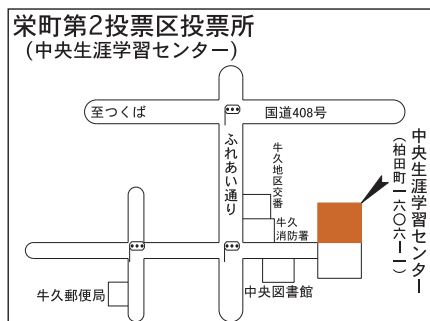 栄町第2投票区投票所
(中央生涯学習センター)
至つくば
国道408号
ふれあい通り
牛久地区交番
牛久
消防署
中央生涯学習センター
(柏田町一六〇六ー一)
牛久郵便局
中央図書館